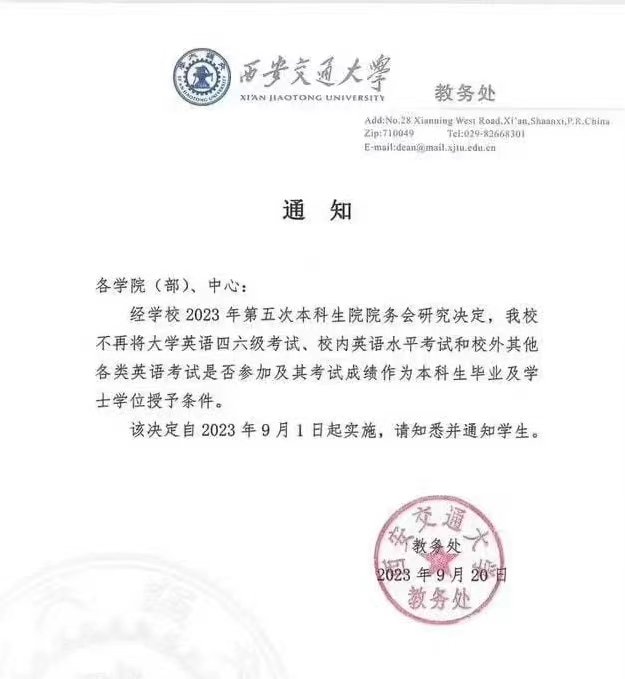 西安交通大學
XI'AN JIAOTONG UNIVERSITY
教务处
Add:No.28 Xianning West Road,Xi'an,Shaanxi,P.R.China
Zip:710049 Tel:029-82668301
E-mail:dean@mail.xjtu.edu.cn
通 知
各学院（部）、中心：
经学校 2023 年第五次本科生院院务会研究决定，我校
不再将大学英语四六级考试、校内英语水平考试和校外其他
各类英语考试是否参加及其考试成绩作为本科生毕业及学
士学位授予条件。
该决定自 2023 年 9 月 1 日起实施，请知悉并通知学生。
西安交通大学
教务处
2023 年 9 月 20 日
教务处